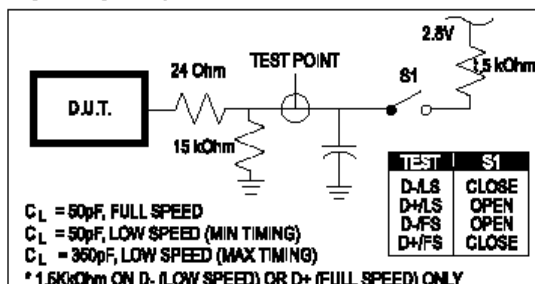 2.8V
24 Ohm
TEST POINT
S1
1.5 kOhm
D.U.T.
15 kOhm
TEST S1
D-/LS CLOSE
D+/LS OPEN
D-/FS OPEN
D+/FS CLOSE
CL = 50pF, FULL SPEED
CL = 50pF, LOW SPEED (MIN TIMING)
CL = 350pF, LOW SPEED (MAX TIMING)
* 1.5KkOhm ON D- (LOW SPEED) OR D+ (FULL SPEED) ONLY